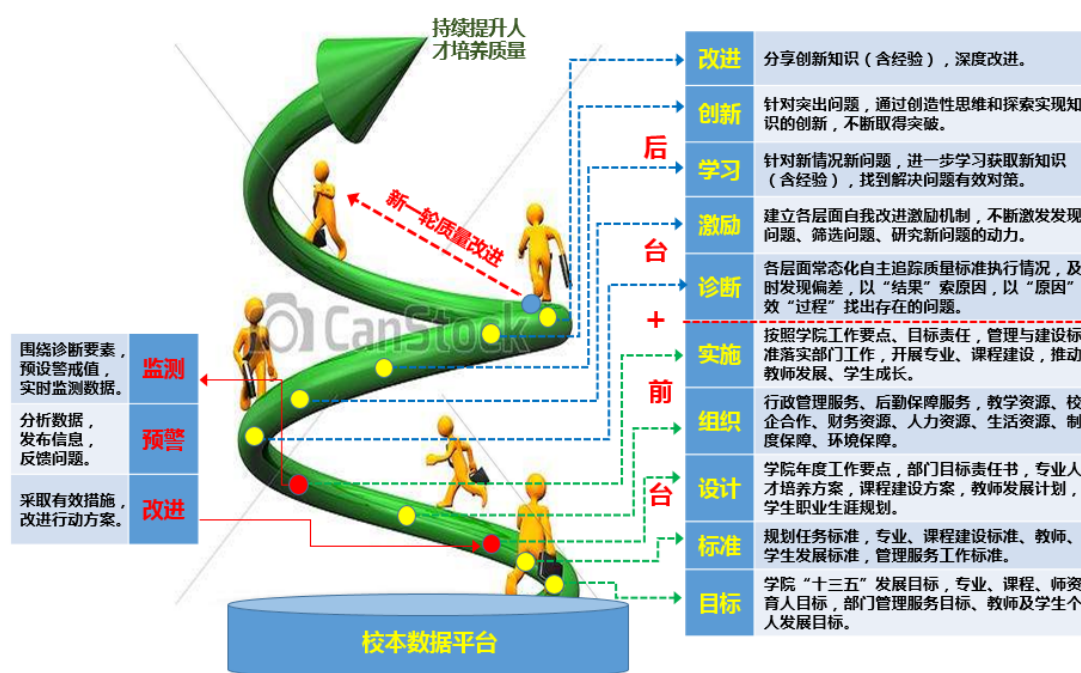 持续提升人
才培养质量
改进
分享创新知识（含经验），深度改进。
创新
针对突出问题，通过创造性思维和探索实现知
识的创新，不断取得突破。
后
学习
针对新情况新问题，进一步学习获取新知识
（含经验），找到解决问题有效对策。
新一轮质量改进
激励
建立各层面自我改进激励机制，不断激发发现
问题、筛选问题、研究新问题的动力。
台
诊断
各层面常态化自主追踪质量标准执行情况，及
时发现偏差，以“结果”索原因，以“原因”
效“过程”找出存在的问题。
CanStock
+
实施
按照学院工作要点、目标责任，管理与建设标
准落实部门工作，开展专业、课程建设，推动
教师发展、学生成长。
围绕诊断要素，
预设警戒值，
实时监测数据。
监测
前
组织
行政管理服务、后勤保障服务，教学资源、校
企合作、财务资源、人力资源、生活资源、制
度保障、环境保障。
分析数据，
发布信息，
反馈问题。
预警
台
设计
学院年度工作要点，部门目标责任书，专业人
才培养方案，课程建设方案，教师发展计划，
学生职业生涯规划。
采取有效措施，
改进行动方案。
改进
标准
规划任务标准，专业、课程建设标准、教师、
学生发展标准，管理服务工作标准。
目标
学院“十三五”发展目标，专业、课程、师资
育人目标，部门管理服务目标、教师及学生个
人发展目标。
校本数据平台